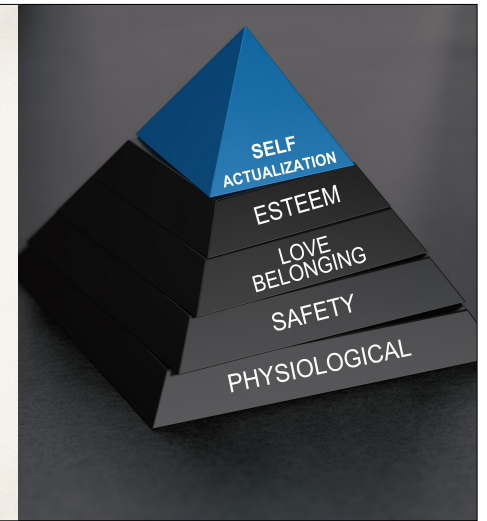 SELF
ACTUALIZATION
ESTEEM
LOVE
BELONGING
SAFETY
PHYSIOLOGICAL